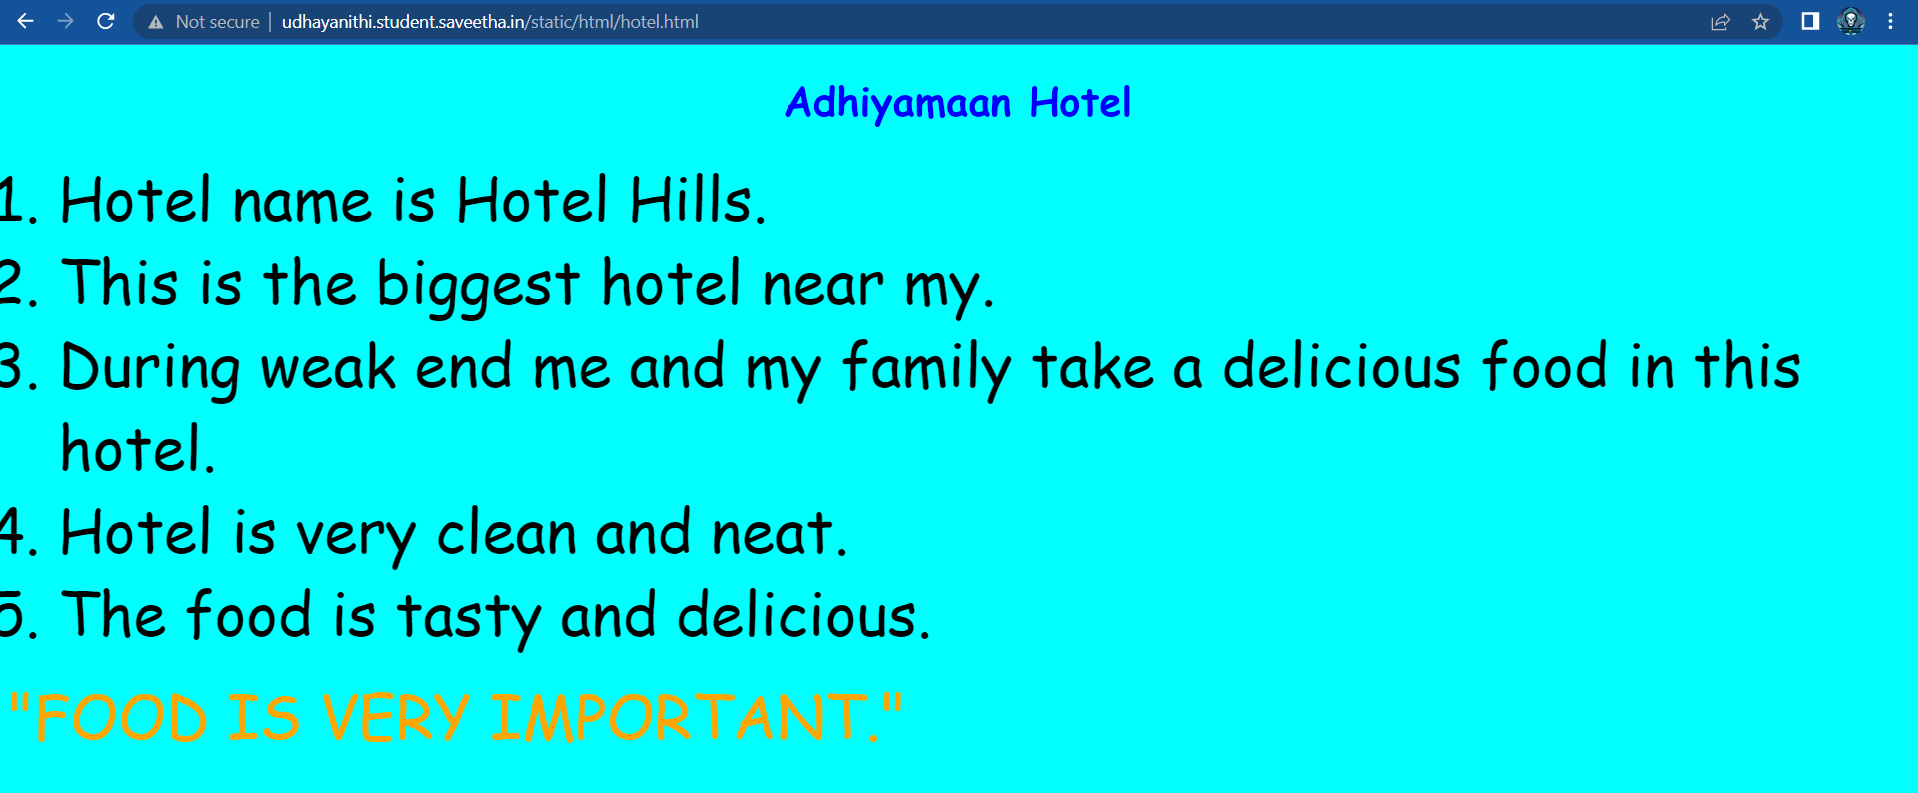 Not secure | udhayanithi.student.saveetha.in/static/html/hotel.html
Adhiyamaan Hotel
1. Hotel name is Hotel Hills.
2. This is the biggest hotel near my.
3. During weak end me and my family take a delicious food in this
hotel.
4. Hotel is very clean and neat.
5. The food is tasty and delicious.
"FOOD IS VERY IMPORTANT."